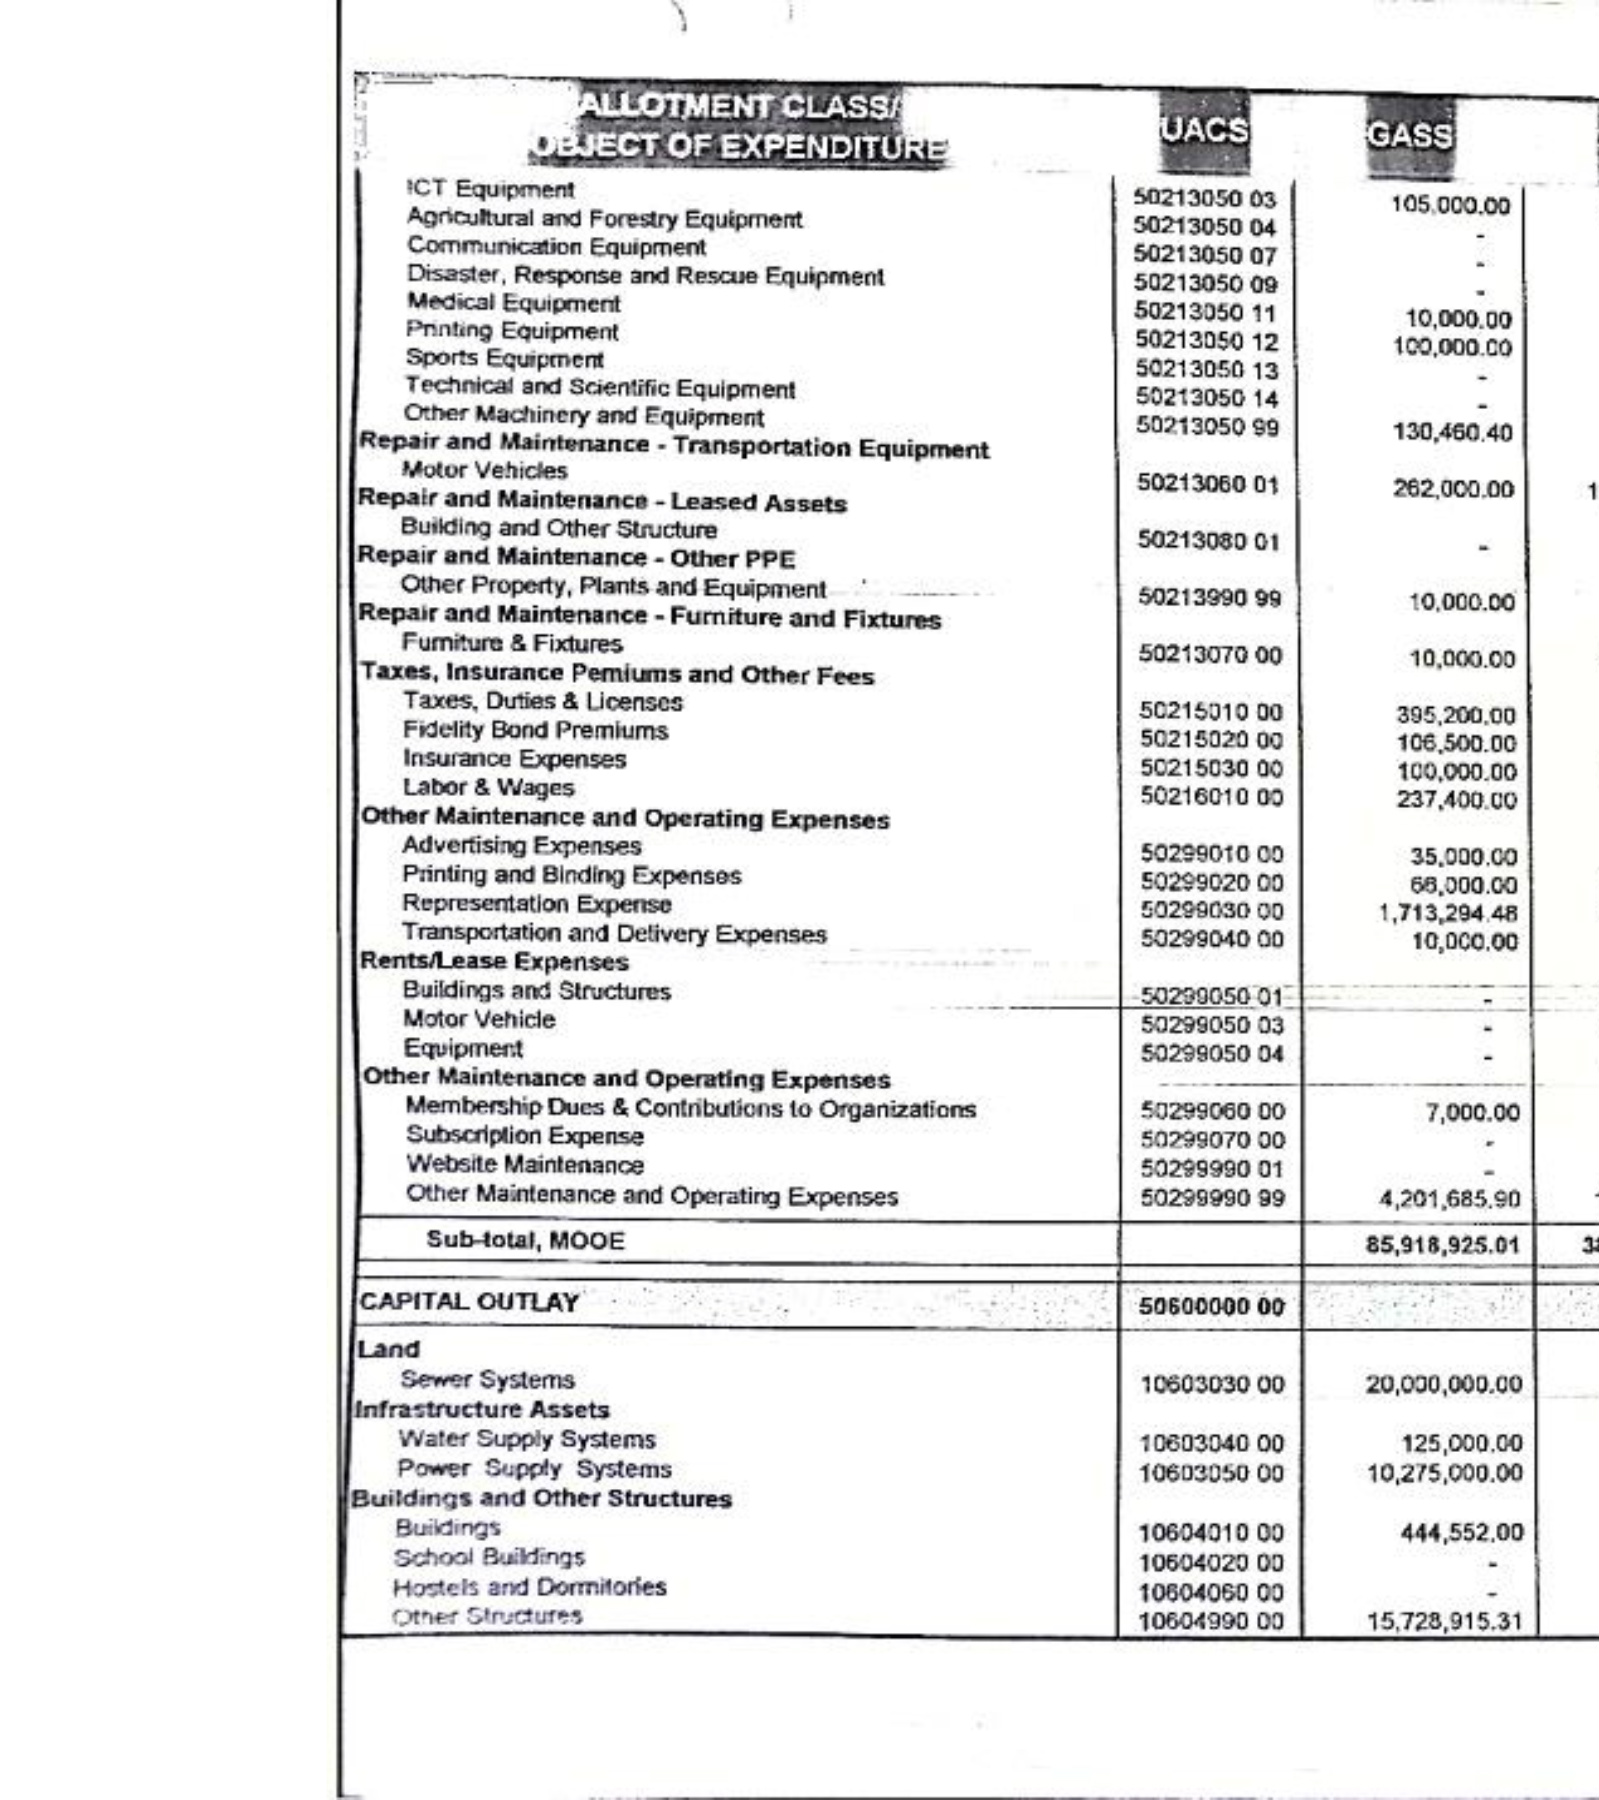 ALLOTMENT CLASS/ OBJECT OF EXPENDITURE UACS GASS
ICT Equipment 50213050 03 105,000.00
Agricultural and Forestry Equipment 50213050 04 -
Communication Equipment 50213050 07 -
Disaster, Response and Rescue Equipment 50213050 09 -
Medical Equipment 50213050 11 10,000.00
Printing Equipment 50213050 12 100,000.00
Sports Equipment 50213050 13 -
Technical and Scientific Equipment 50213050 14 -
Other Machinery and Equipment 50213050 99 130,460.40
Repair and Maintenance - Transportation Equipment
Motor Vehicles 50213060 01 262,000.00 1
Repair and Maintenance - Leased Assets
Building and Other Structure 50213080 01 -
Repair and Maintenance - Other PPE
Other Property, Plants and Equipment 50213990 99 10,000.00
Repair and Maintenance - Furniture and Fixtures
Furniture & Fixtures 50213070 00 10,000.00
Taxes, Insurance Pemiums and Other Fees
Taxes, Duties & Licenses 50215010 00 395,200.00
Fidelity Bond Premiums 50215020 00 106,500.00
Insurance Expenses 50215030 00 100,000.00
Labor & Wages 50216010 00 237,400.00
Other Maintenance and Operating Expenses
Advertising Expenses 50299010 00 35,000.00
Printing and Binding Expenses 50299020 00
Representation Expense 50299030 00 1,713,294.48
Transportation and Delivery Expenses 50299040 00 10,000.00
Rents/Lease Expenses
Buildings and Structures 50299050 01 -
Motor Vehicle 50299050 03 -
Equipment 50299050 04 -
Other Maintenance and Operating Expenses
Membership Dues & Contributions to Organizations 50299060 00 7,000.00
Subscription Expense 50299070 00 -
Website Maintenance 50299990 01 -
Other Maintenance and Operating Expenses 50299990 99 4,201,685.90
Sub-total, MOOE 85,918,925.01
CAPITAL OUTLAY 50600000 00
Land
Sewer Systems 10603030 00 20,000,000.00
Infrastructure Assets
Water Supply Systems 10603040 00 125,000.00
Power Supply Systems 10603050 00 10,275,000.00
Buildings and Other Structures
Buildings 10604010 00 444,552.00
School Buildings 10604020 00 -
Hostels and Dormitories 10604060 00 -
Other Structures 10604990 00 15,728,915.31